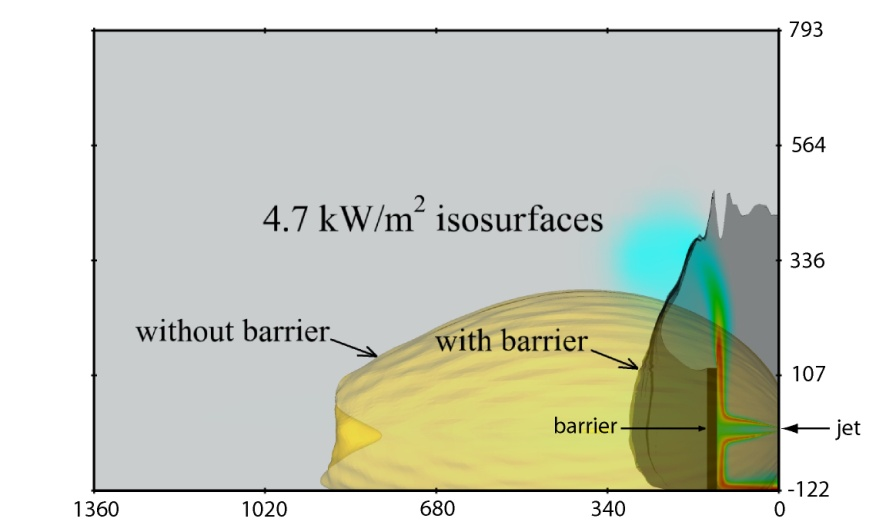 793
564
4.7 kW/m² isosurfaces
336
without barrier
with barrier
107
barrier
jet
-122
1360 1020 680 340 0